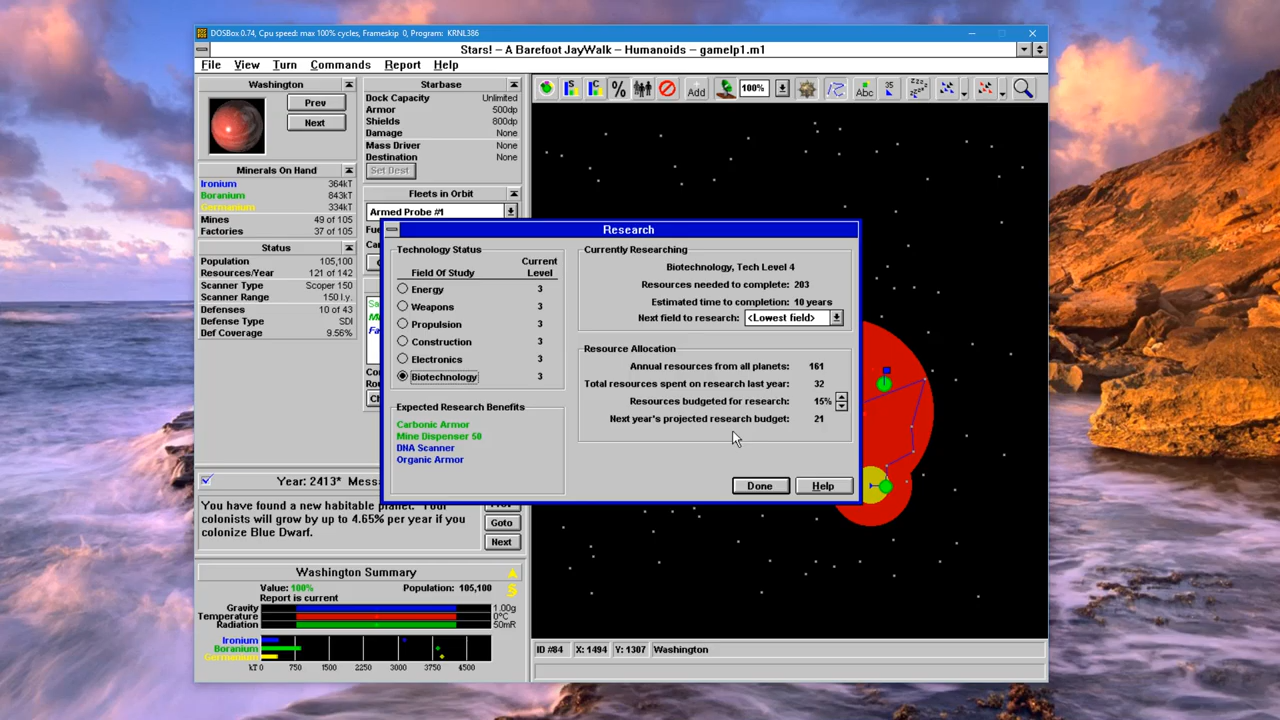 DOSBox 0.74, Cpu speed: max 100% cycles, Frameskip 0, Program: KRNL386
Stars! – A Barefoot JayWalk – Humanoids – gamelp1.m1
File View Turn Commands Report Help
Washington
Prev
Next
Minerals On Hand
Ironium 364kT
Boranium 843kT
Germanium 334kT
Mines 49 of 105
Factories 37 of 105
Status
Population 105,100
Resources/Year 121 of 142
Scanner Type Scoper 150
Scanner Range 150 l.y.
Defenses 10 of 43
Defense Type SDI
Def Coverage 9.56%
Starbase
Dock Capacity Unlimited
Armor 500dp
Shields 800dp
Damage None
Mass Driver None
Destination None
Set Dest
Fleets in Orbit
Armed Probe #1
Add
100%
Abc
35
Research
Technology Status
Field Of Study Current Level
Energy 3
Weapons 3
Propulsion 3
Construction 3
Electronics 3
Biotechnology 3
Expected Research Benefits
Carbonic Armor
Mine Dispenser 50
DNA Scanner
Organic Armor
Currently Researching
Biotechnology, Tech Level 4
Resources needed to complete: 203
Estimated time to completion: 10 years
Next field to research: <Lowest field>
Resource Allocation
Annual resources from all planets: 161
Total resources spent on research last year: 32
Resources budgeted for research: 15%
Next year's projected research budget: 21
Done
Help
Year: 2413* Mess
You have found a new habitable planet. Your
colonists will grow by up to 4.65% per year if you
colonize Blue Dwarf.
Goto
Next
Washington Summary
Value: 100% Population: 105,100
Report is current
Gravity 1.00g
Temperature 0°C
Radiation 50mR
Ironium
Boranium
Germanium
kT 0 750 1500 2250 3000 3750 4500
ID #84 X: 1494 Y: 1307 Washington